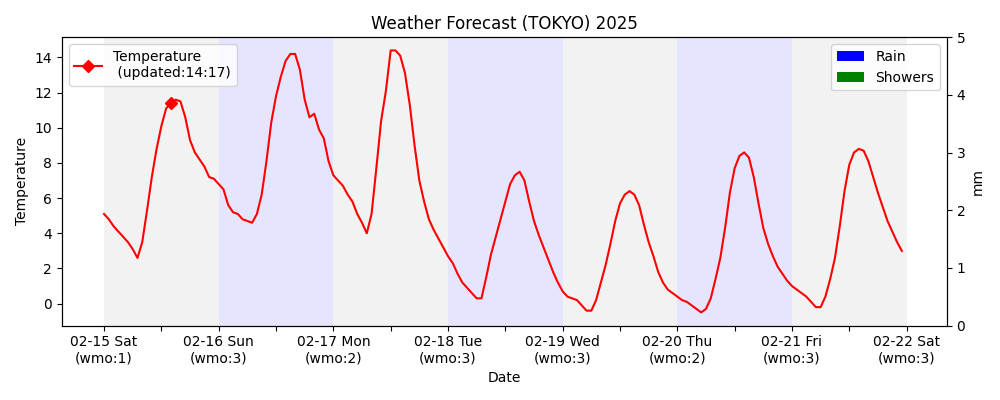 Weather Forecast (TOKYO) 2025
Temperature
(updated:14:17)
Rain
Showers
Temperature
14
12
10
8
6
4
2
0
5
4
3
2
1
0
mm
02-15 Sat
(wmo:1)
02-16 Sun
(wmo:3)
02-17 Mon
(wmo:2)
02-18 Tue
(wmo:3)
02-19 Wed
(wmo:3)
02-20 Thu
(wmo:2)
02-21 Fri
(wmo:3)
02-22 Sat
(wmo:3)
Date